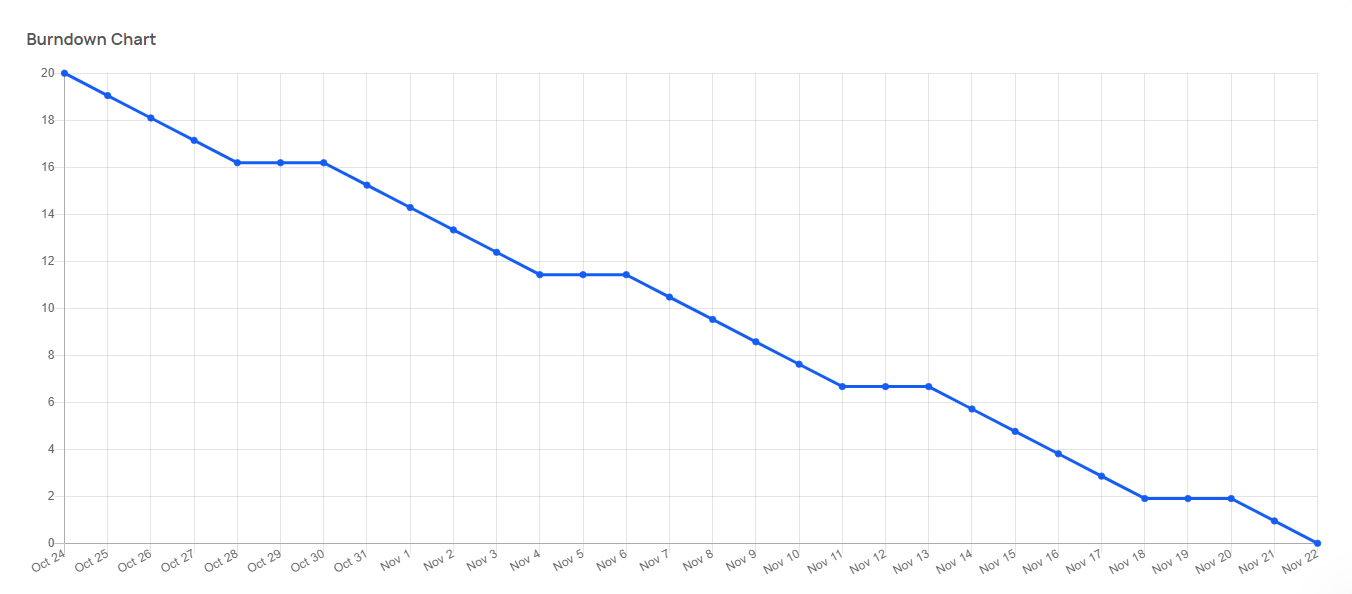 Burndown Chart
20
18
16
14
12
10
8
6
4
2
0
Oct 24
Oct 25
Oct 26
Oct 27
Oct 28
Oct 29
Oct 30
Oct 31
Nov 1
Nov 2
Nov 3
Nov 4
Nov 5
Nov 6
Nov 7
Nov 8
Nov 9
Nov 10
Nov 11
Nov 12
Nov 13
Nov 14
Nov 15
Nov 16
Nov 17
Nov 18
Nov 19
Nov 20
Nov 21
Nov 22